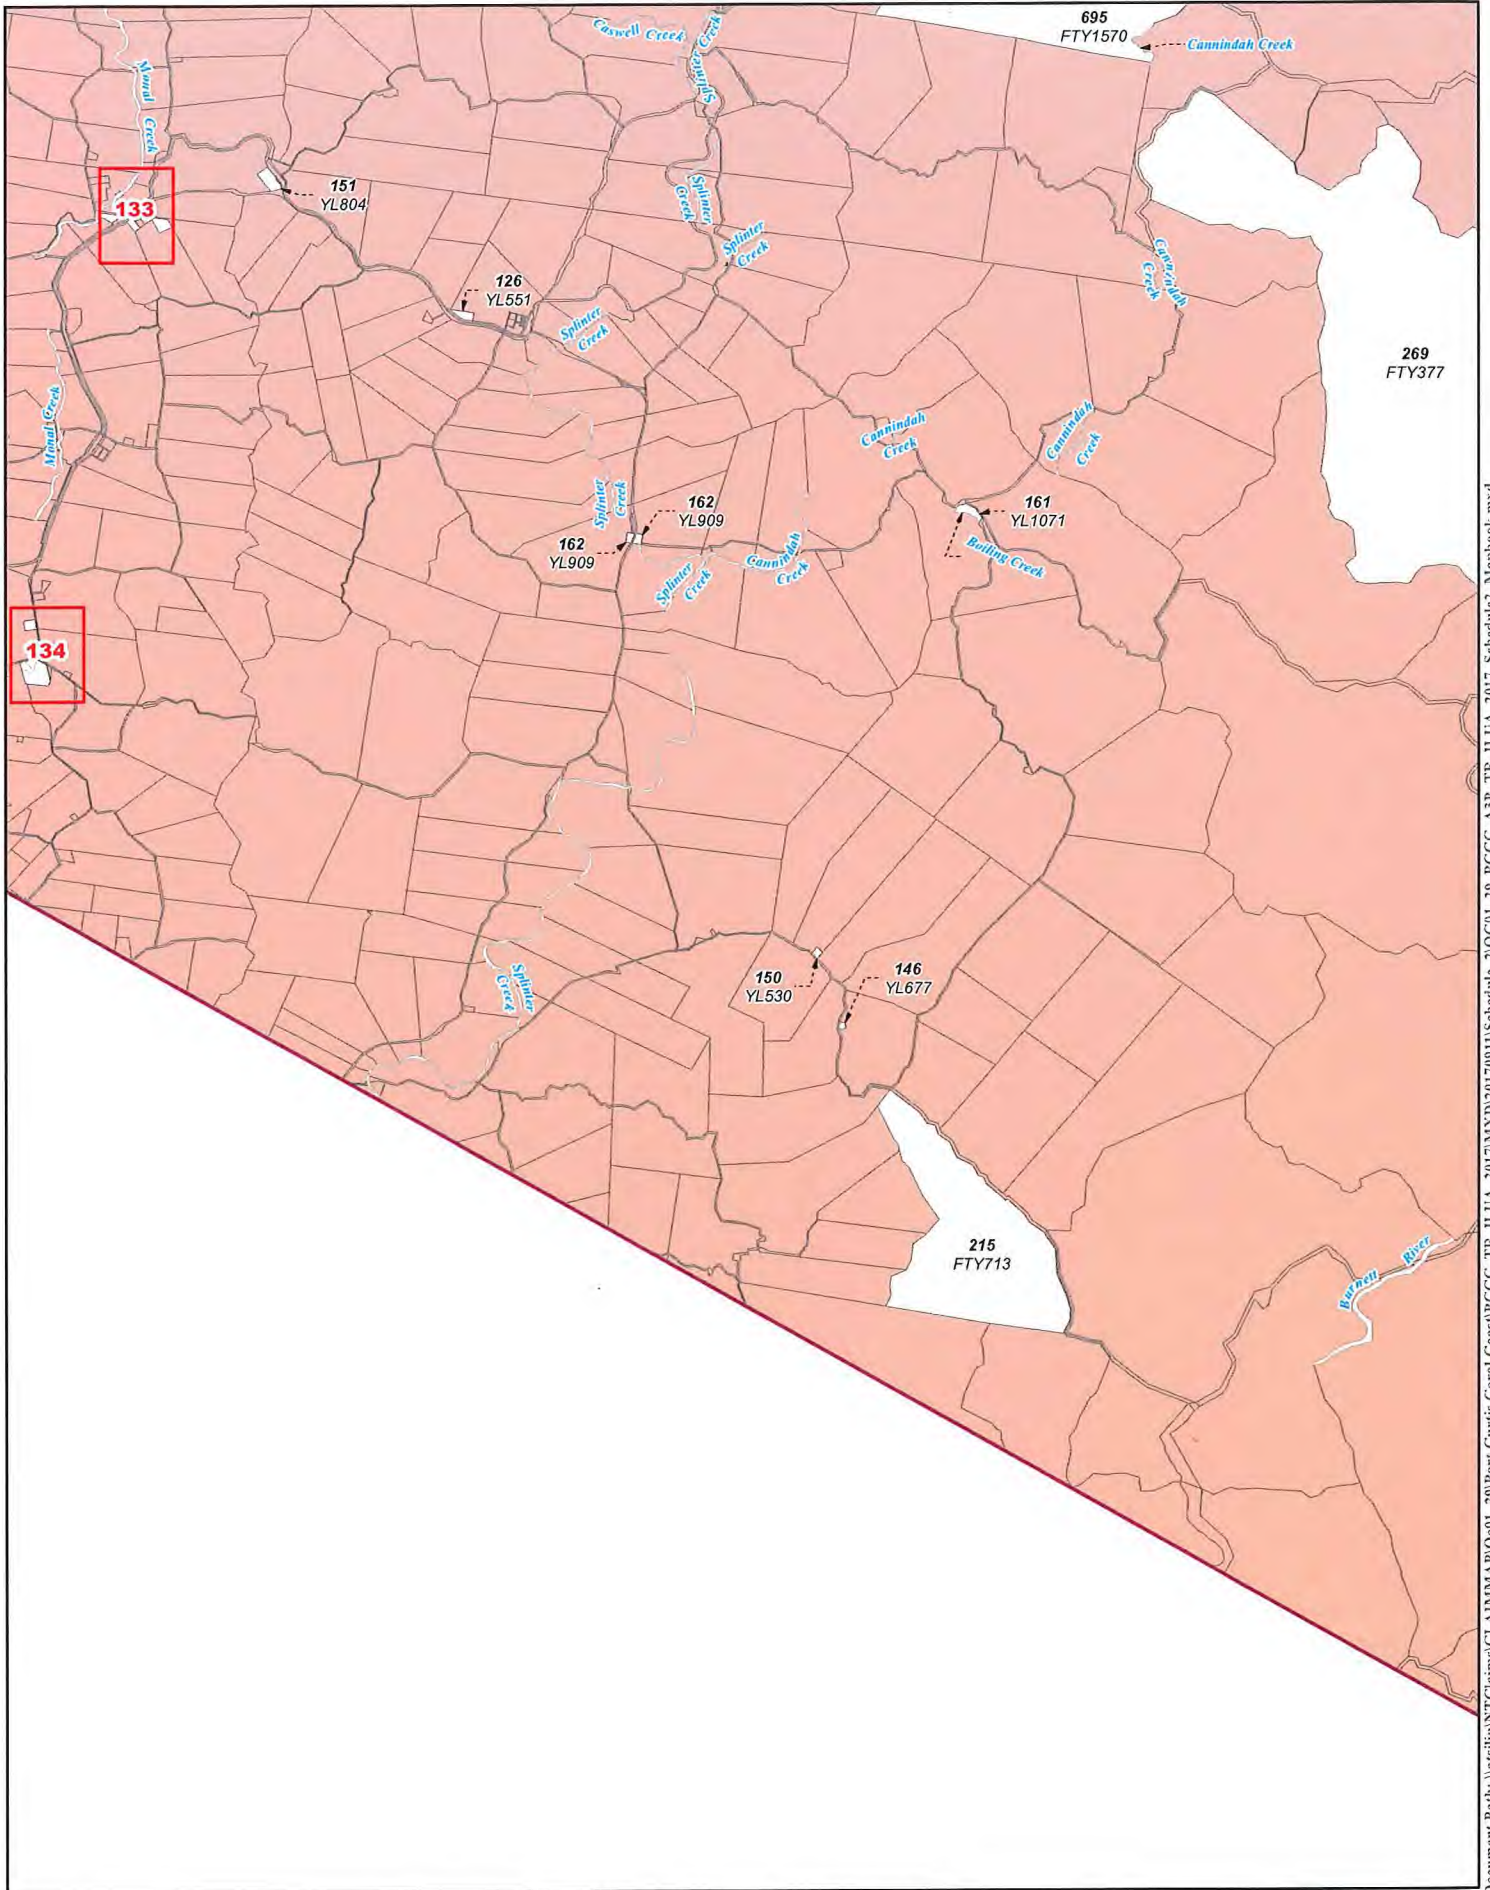 695
FTY1570
Cannindah Creek
Caswell Creek
Splinter Creek
Monal
Creek
133
151
YL804
Splinter
Creek
Splinter
Creek
Cannindah
Creek
126
YL551
Splinter
Creek
269
FTY377
Monal Creek
Cannindah
Creek
Cannindah
Creek
Splinter
Creek
162
YL909
161
YL1071
162
YL909
Cannindah
Creek
Boiling Creek
Splinter
Creek
134
Splinter
Creek
150
YL530
146
YL677
215
FTY713
Burnett River